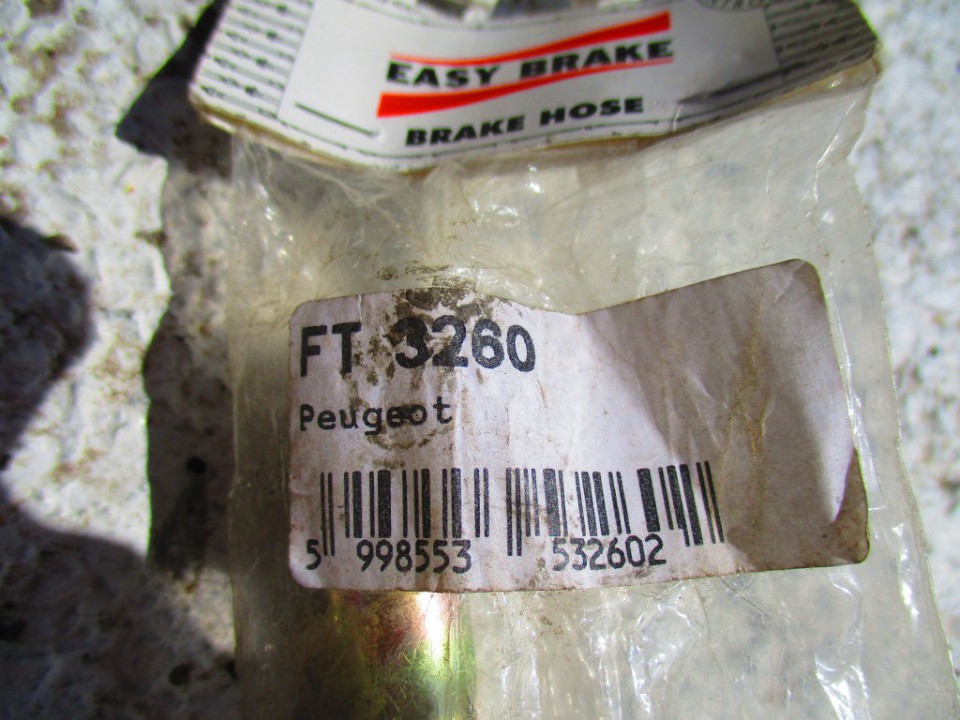 EASY BRAKE
BRAKE HOSE
FT 3260
Peugeot
5 998553 532602